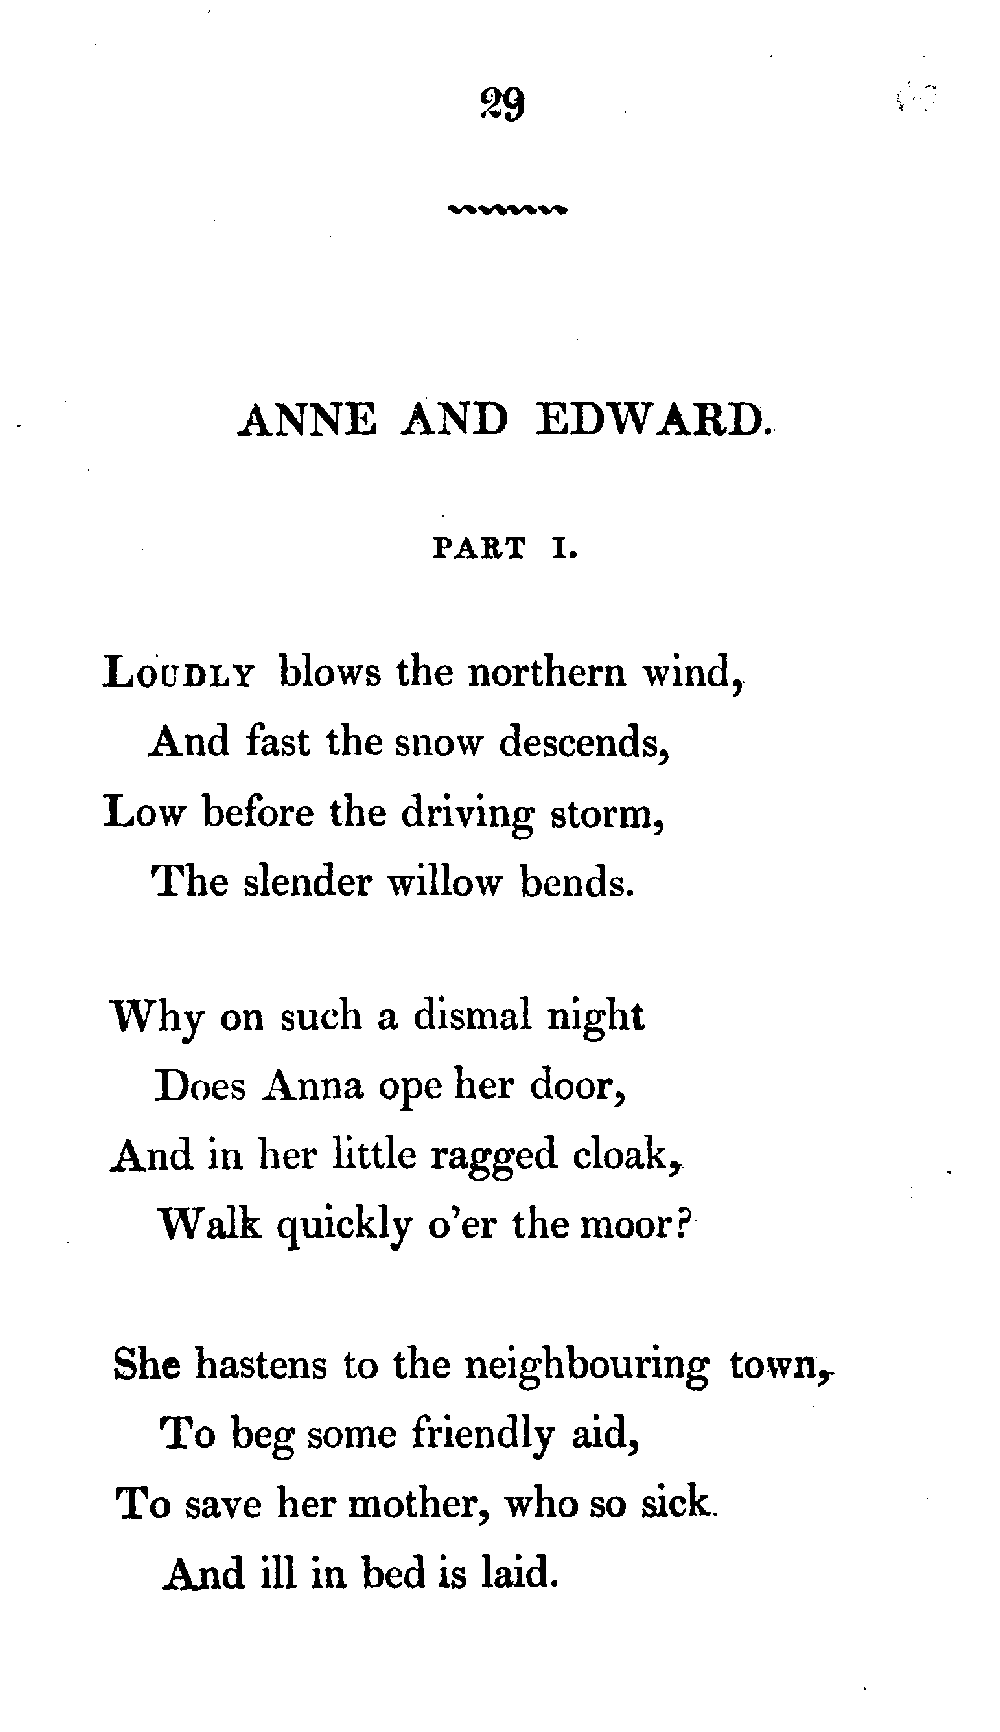 29
ANNE AND EDWARD.
PART I.
LOUDLY blows the northern wind,
And fast the snow descends,
Low before the driving storm,
The slender willow bends.
Why on such a dismal night
Does Anna ope her door,
And in her little ragged cloak,
Walk quickly o'er the moor?
She hastens to the neighbouring town,
To beg some friendly aid,
To save her mother, who so sick.
And ill in bed is laid.